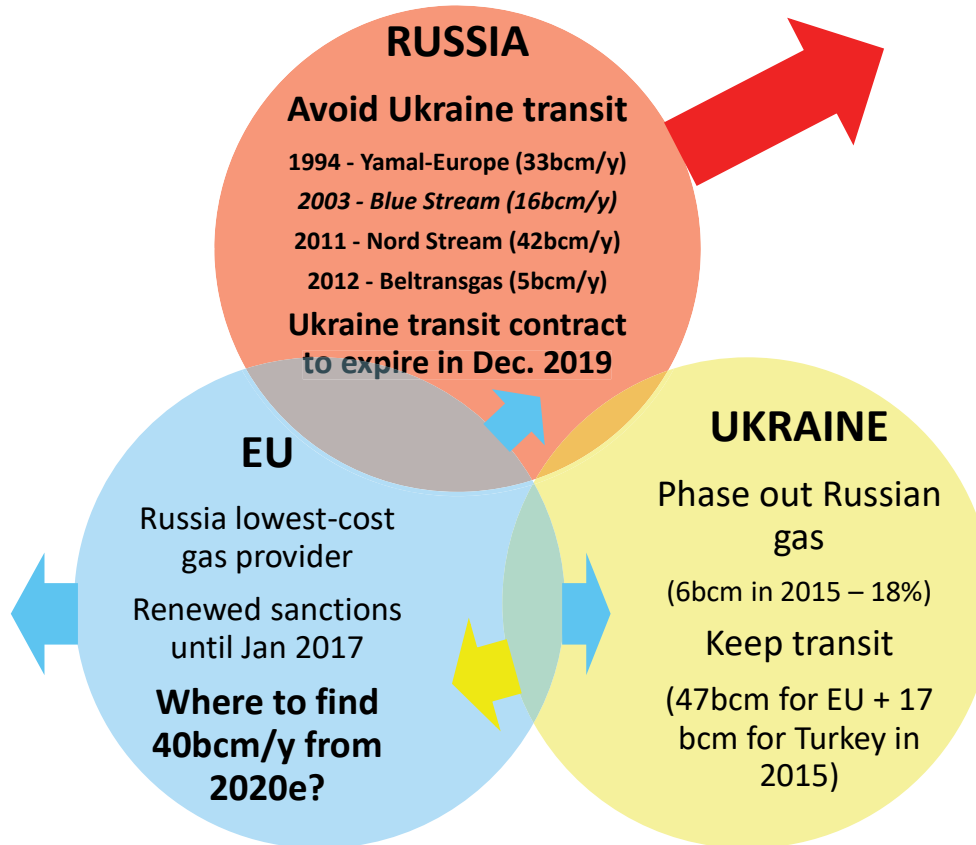 RUSSIA
Avoid Ukraine transit
1994 - Yamal-Europe (33bcm/y)
2003 - Blue Stream (16bcm/y)
2011 - Nord Stream (42bcm/y)
2012 - Beltransgas (5bcm/y)
Ukraine transit contract
to expire in Dec. 2019
EU
Russia lowest-cost
gas provider
Renewed sanctions
until Jan 2017
Where to find
40bcm/y from
2020e?
UKRAINE
Phase out Russian
gas
(6bcm in 2015 – 18%)
Keep transit
(47bcm for EU + 17
bcm for Turkey in
2015)